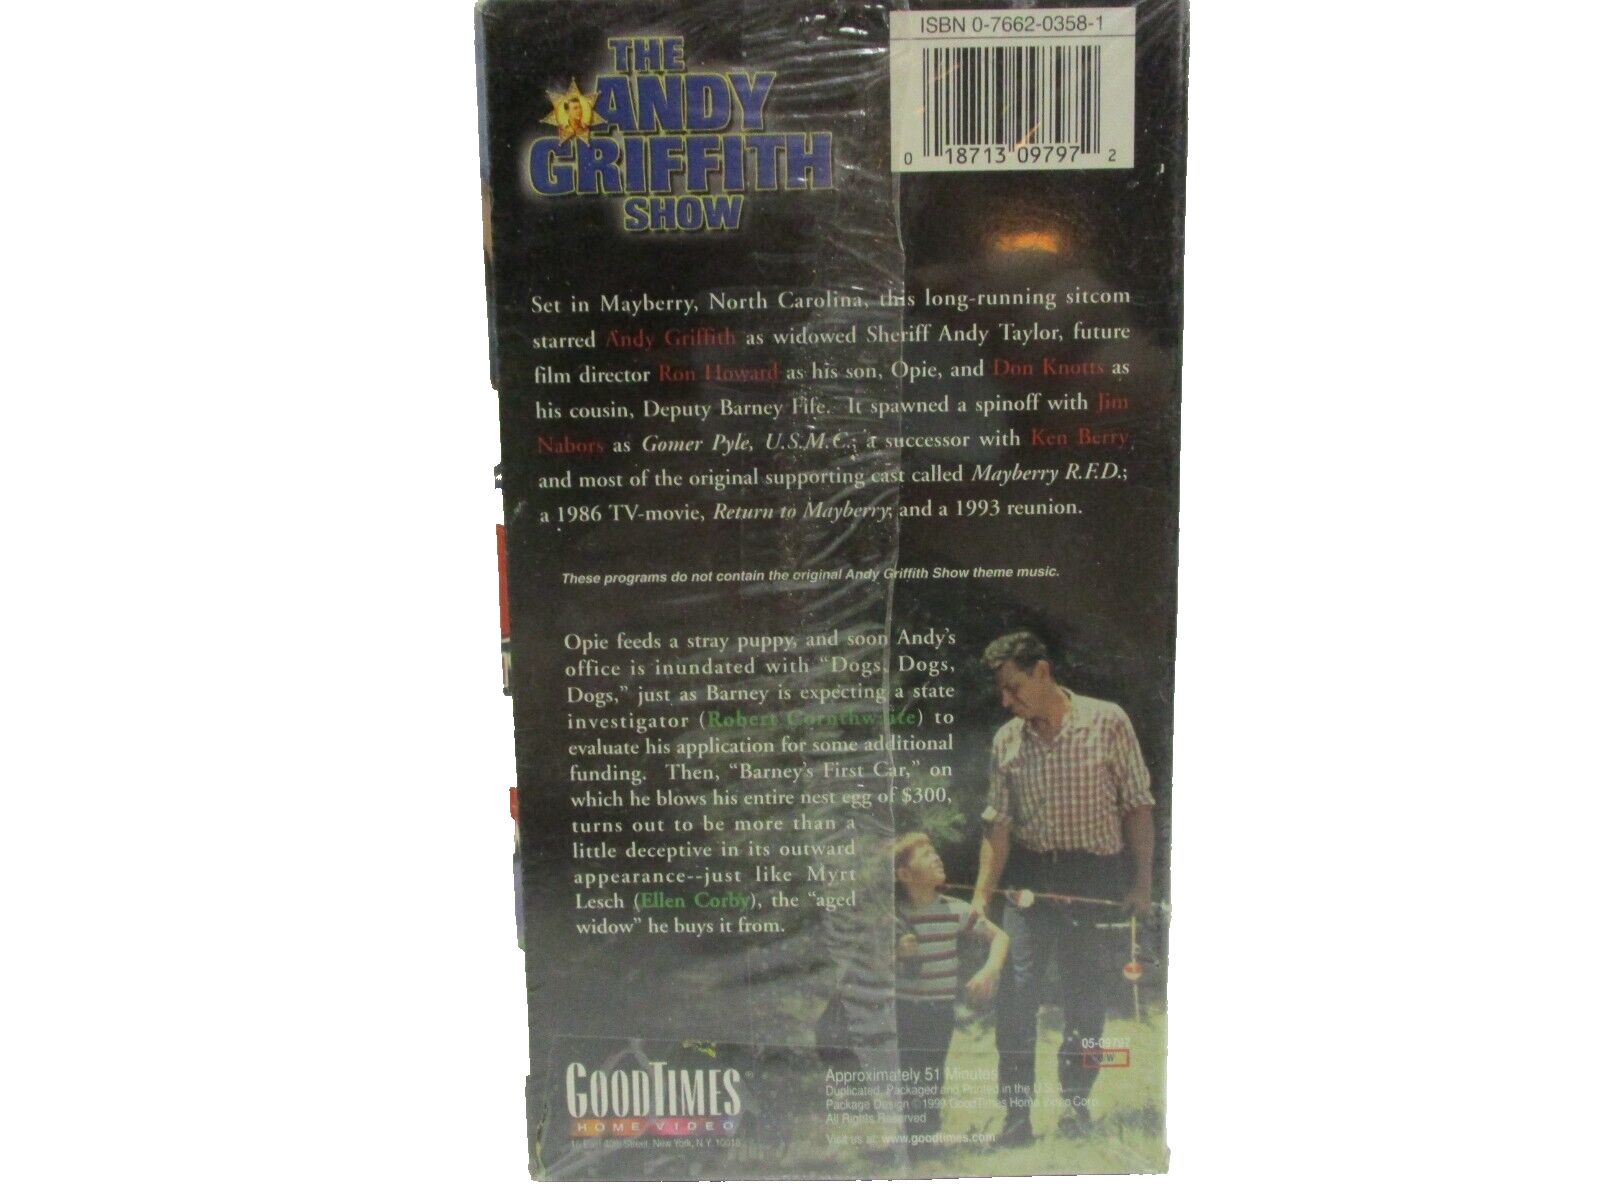 THE
ANDY
GRIFFITH
SHOW
ISBN 0-7662-0358-1
0 18713 09797 2
Set in Mayberry, North Carolina, this long-running sitcom
starred Andy Griffith as widowed Sheriff Andy Taylor, future
film director Ron Howard as his son, Opie, and Don Knotts as
his cousin, Deputy Barney Fife. It spawned a spinoff with Jim
Nabors as Gomer Pyle, U.S.M.C.; a successor with Ken Berry
and most of the original supporting cast called Mayberry R.F.D.;
a 1986 TV-movie, Return to Mayberry; and a 1993 reunion.
These programs do not contain the original Andy Griffith Show theme music.
Opie feeds a stray puppy, and soon Andy's
office is inundated with “Dogs, Dogs,
Dogs,” just as Barney is expecting a state
investigator (Robert Cornthwaite) to
evaluate his application for some additional
funding. Then, “Barney's First Car,” on
which he blows his entire nest egg of $300,
turns out to be more than a
little deceptive in its outward
appearance--just like Myrt
Lesch (Ellen Corby), the “aged
widow” he buys it from.
05-09797
GOODTIMES®
HOME VIDEO
16 East 40th Street, New York, N.Y. 10016
Approximately 51 Minutes
Duplicated, Packaged and Printed in the U.S.A.
Package Design © 1999 GoodTimes Home Video Corp.
All Rights Reserved
Visit us at: www.goodtimes.com